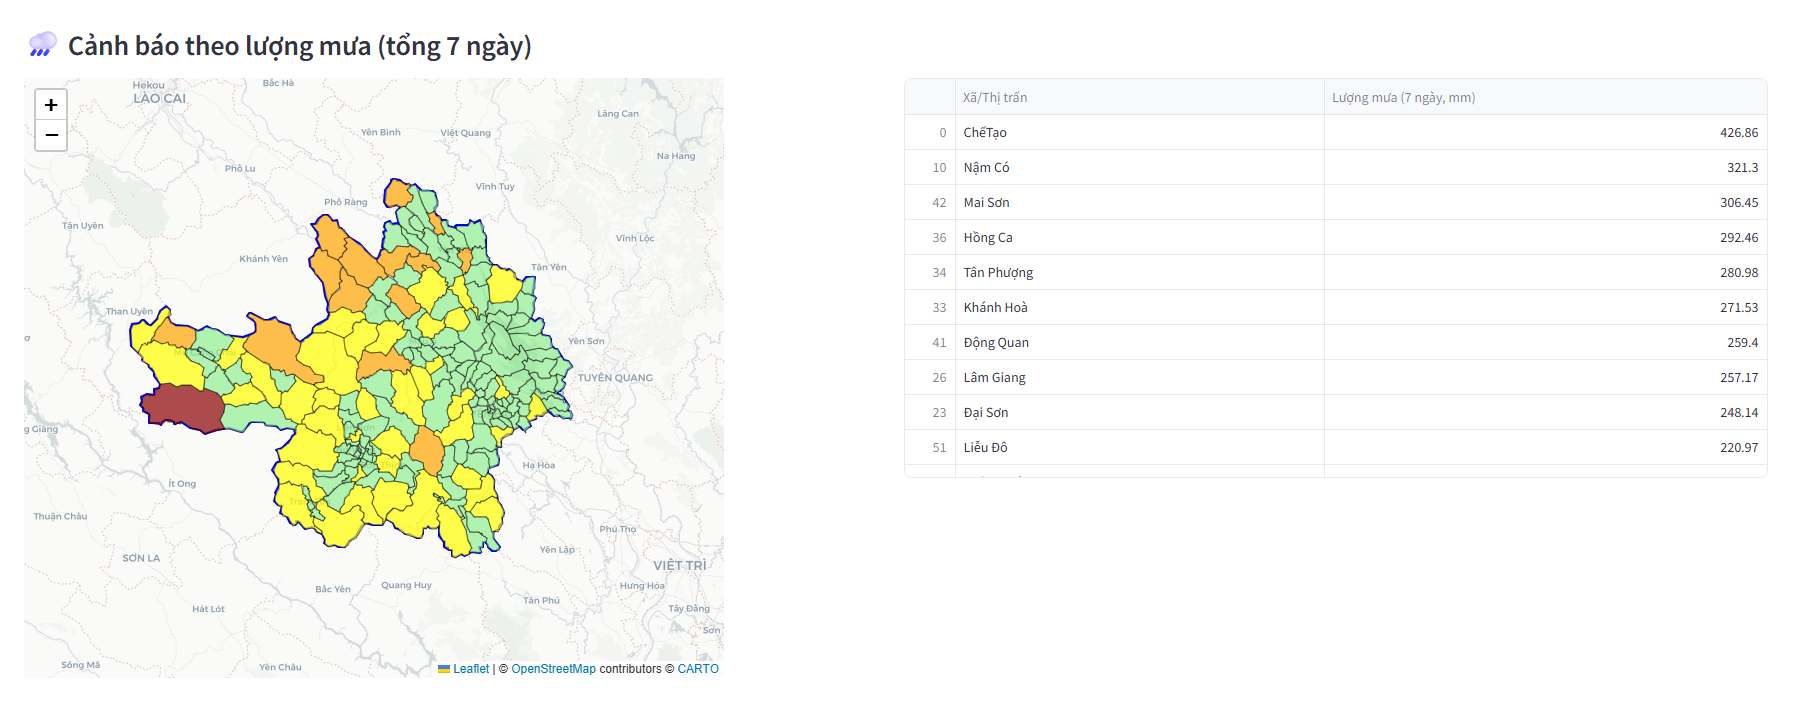 Cảnh báo theo lượng mưa (tổng 7 ngày)
+
−
Hekou
LÀO CAI
Bắc Hà
Lăng Can
Yên Bình
Việt Quang
Na Hang
Phố Lu
Vĩnh Tuy
Phố Ràng
Tân Uyên
Vĩnh Lộc
Khánh Yên
Tân Yên
Than Uyên
Yên Sơn
TUYÊN QUANG
g Giang
Hạ Hòa
Ít Ong
Thuận Châu
Phú Thọ
Yên Lập
SƠN LA
VIỆT TRÌ
Bắc Yên
Quang Huy
Hưng Hóa
Tân Phú
Hát Lót
Tây Đằng
Sơn
Sông Mã
Yên Châu
Leaflet | © OpenStreetMap contributors © CARTO
Xã/Thị trấn Lượng mưa (7 ngày, mm)
0 ChếTạo 426.86
10 Nậm Có 321.3
42 Mai Sơn 306.45
36 Hồng Ca 292.46
34 Tân Phượng 280.98
33 Khánh Hoà 271.53
41 Động Quan 259.4
26 Lâm Giang 257.17
23 Đại Sơn 248.14
51 Liễu Đô 220.97